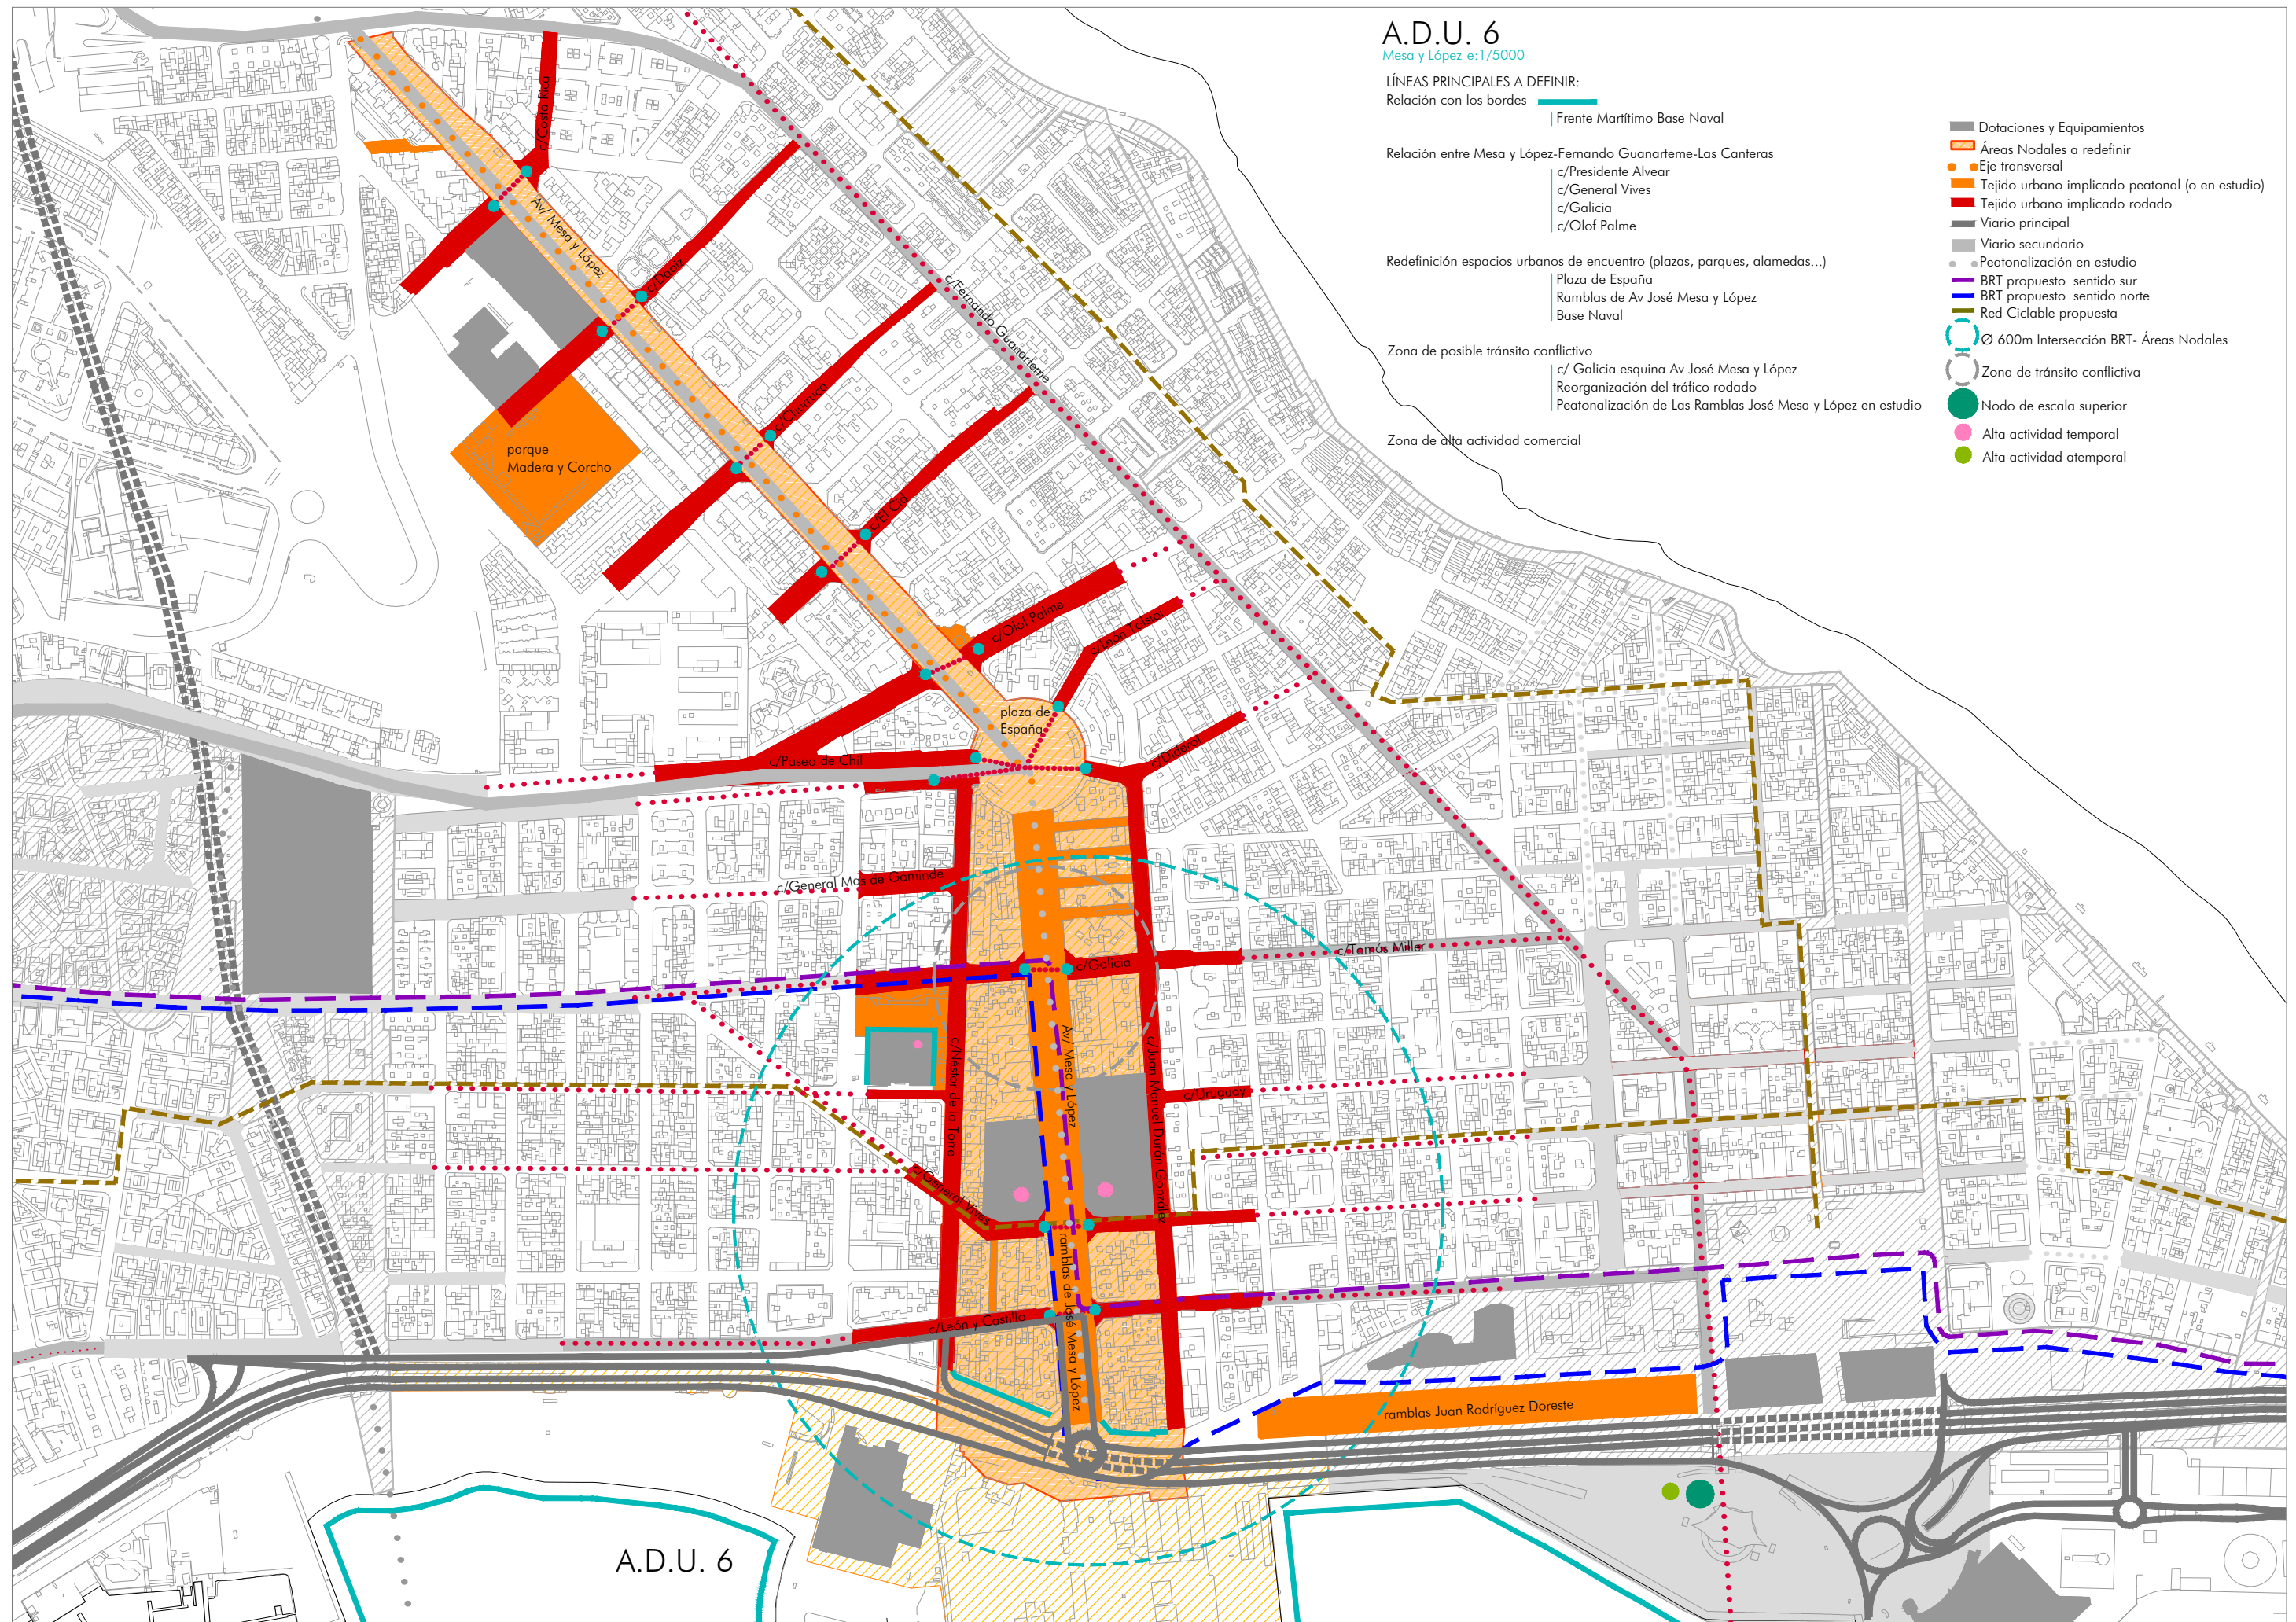 A.D.U. 6
Mesa y López e:1/5000
LÍNEAS PRINCIPALES A DEFINIR:
Relación con los bordes
Frente Martítimo Base Naval
Relación entre Mesa y López-Fernando Guanarteme-Las Canteras
c/Presidente Alvear
c/General Vives
c/Galicia
c/Olof Palme
Redefinición espacios urbanos de encuentro (plazas, parques, alamedas...)
Plaza de España
Ramblas de Av José Mesa y López
Base Naval
Zona de posible tránsito conflictivo
c/ Galicia esquina Av José Mesa y López
Reorganización del tráfico rodado
Peatonalización de Las Ramblas José Mesa y López en estudio
Zona de alta actividad comercial
Dotaciones y Equipamientos
Áreas Nodales a redefinir
Eje transversal
Tejido urbano implicado peatonal (o en estudio)
Tejido urbano implicado rodado
Viario principal
Viario secundario
Peatonalización en estudio
BRT propuesto sentido sur
BRT propuesto sentido norte
Red Ciclable propuesta
Ø 600m Intersección BRT- Áreas Nodales
Zona de tránsito conflictiva
Nodo de escala superior
Alta actividad temporal
Alta actividad atemporal
c/Costa Rica
Av/ Mesa y López
c/Daoiz
c/Fernando Guanarteme
c/Churruca
parque
Madera y Corcho
c/El Cid
c/Olof Palme
c/León Tolstoi
plaza de
España
c/Diderot
c/Paseo de Chil
c/General Mas de Gaminde
c/Tomás Miller
c/Galicia
c/Néstor de la Torre
Av/ Mesa y López
c/Juan Manuel Durán González
c/Uruguay
c/General Vives
ramblas de José Mesa y López
c/León y Castillo
ramblas Juan Rodríguez Doreste
A.D.U. 6